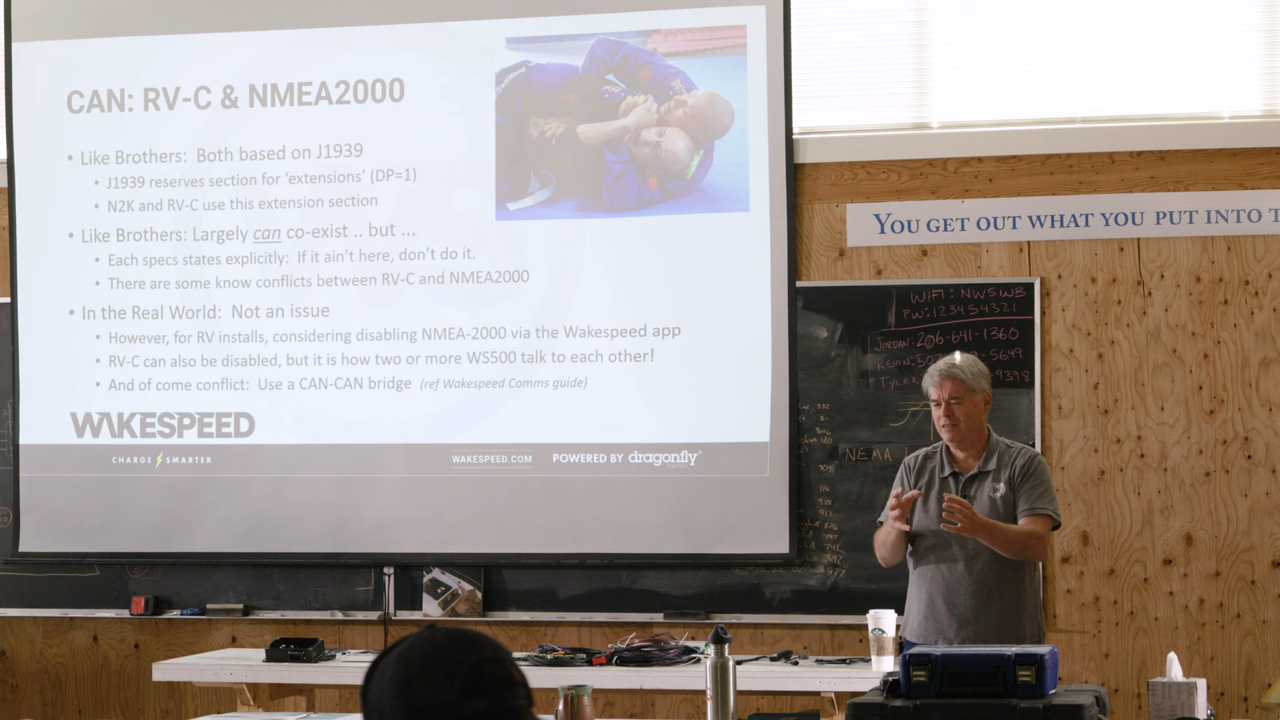 CAN: RV-C & NMEA2000
• Like Brothers: Both based on J1939
• J1939 reserves section for 'extensions' (DP=1)
• N2K and RV-C use this extension section
• Like Brothers: Largely can co-exist .. but ...
• Each specs states explicitly: If it ain't here, don't do it.
• There are some know conflicts between RV-C and NMEA2000
• In the Real World: Not an issue
• However, for RV installs, considering disabling NMEA-2000 via the Wakespeed app
• RV-C can also be disabled, but it is how two or more WS500 talk to each other!
• And of come conflict: Use a CAN-CAN bridge (ref Wakespeed Comms guide)
WAKESPEED
CHARGE SMARTER
WAKESPEED.COM
POWERED BY dragonfly
YOU GET OUT WHAT YOU PUT INTO T
WIFI: NWSWB
PW: 123454321
JORDAN: 206-641-1360
KEVIN: 5649
TYLER 9398
NEMA